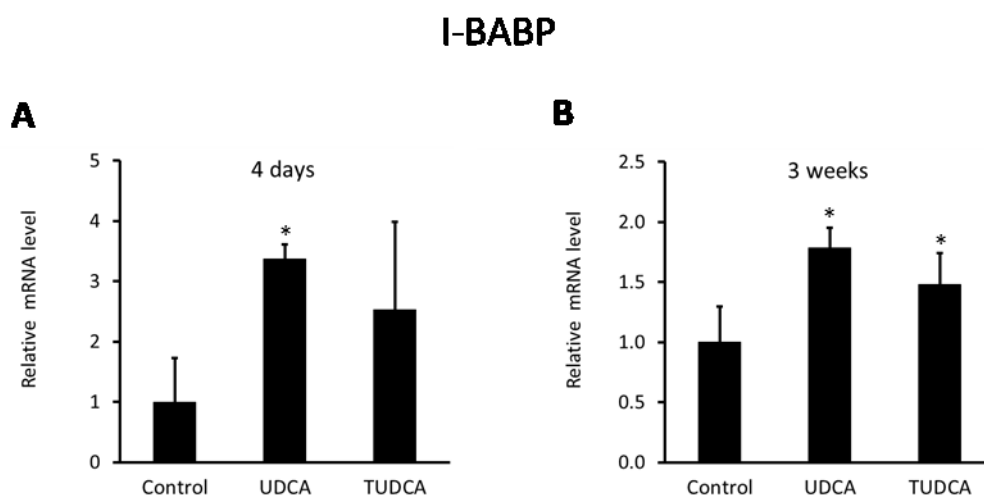 I-BABP
A
4 days
Relative mRNA level
5
4
3
2
1
0
*
Control UDCA TUDCA
B
3 weeks
Relative mRNA level
2.5
2.0
1.5
1.0
0.5
0.0
*
*
Control UDCA TUDCA